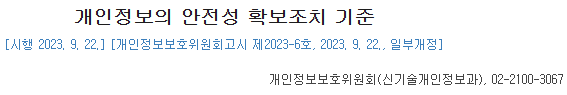 개인정보의 안전성 확보조치 기준
[시행 2023. 9. 22.] [개인정보보호위원회고시 제2023-6호, 2023. 9. 22., 일부개정]
개인정보보호위원회(신기술개인정보과), 02-2100-3067